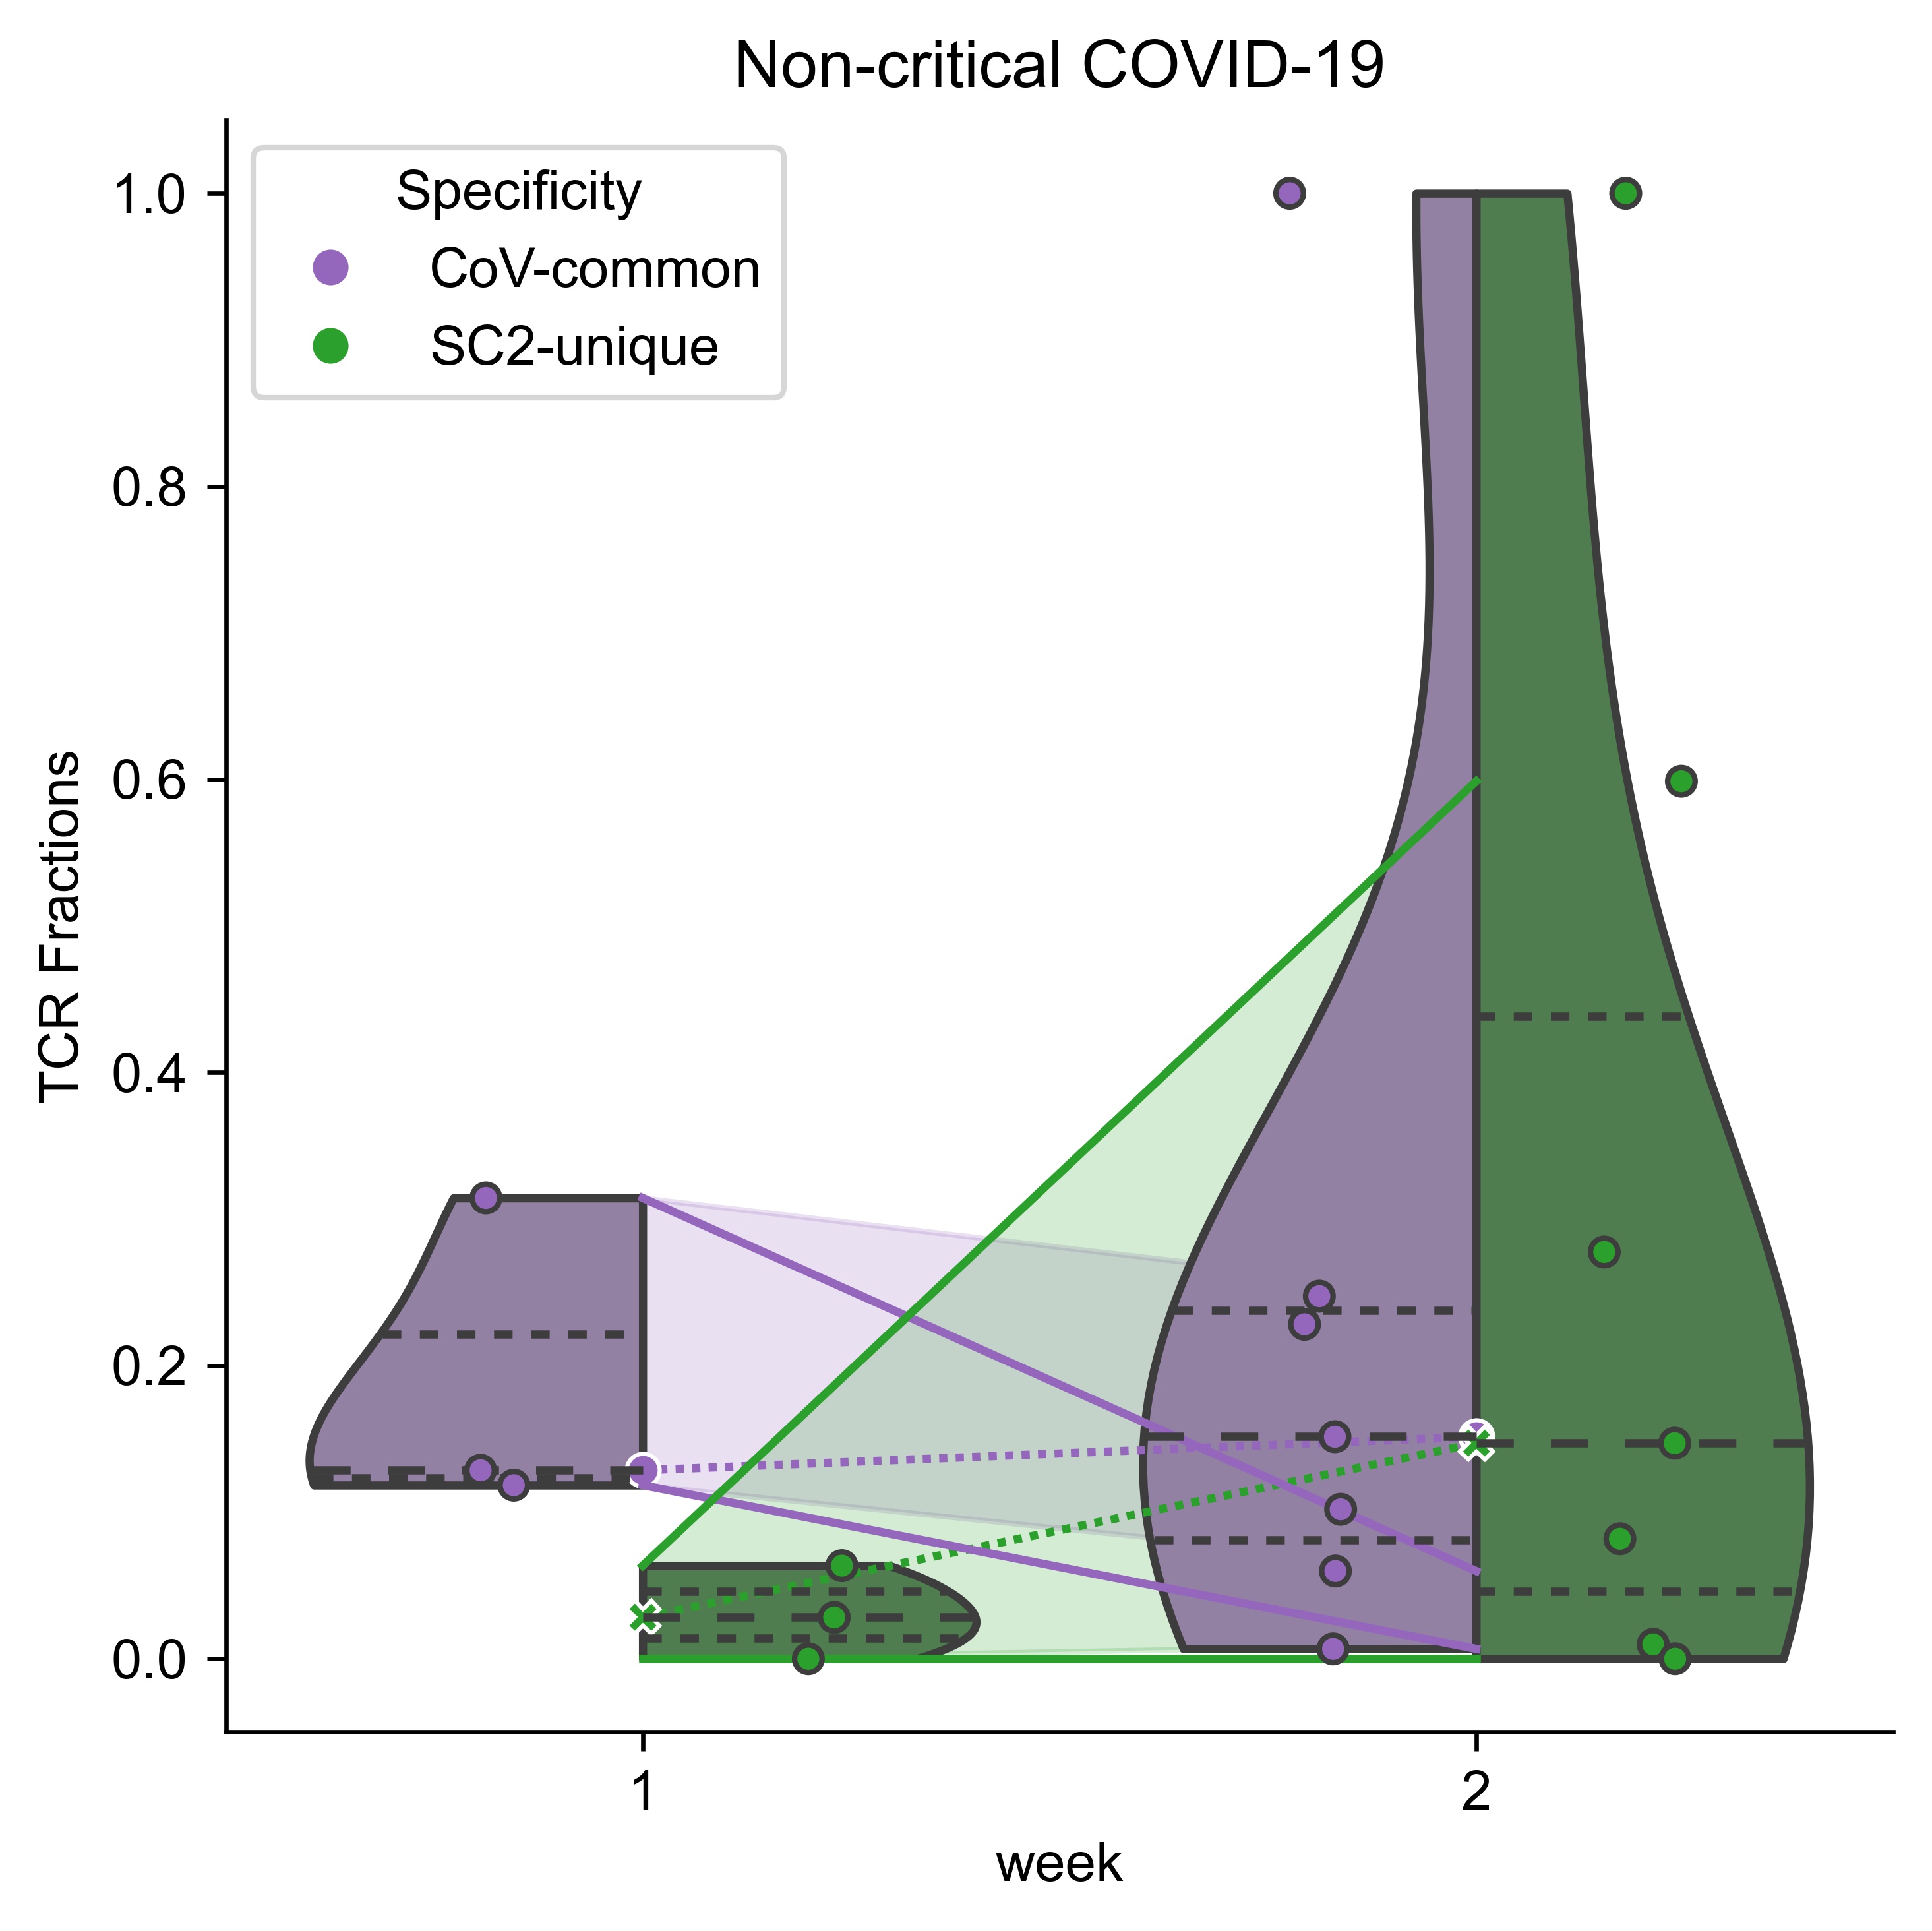 Non-critical COVID-19
Specificity
CoV-common
SC2-unique
TCR Fractions
1.0
0.8
0.6
0.4
0.2
0.0
1
2
week